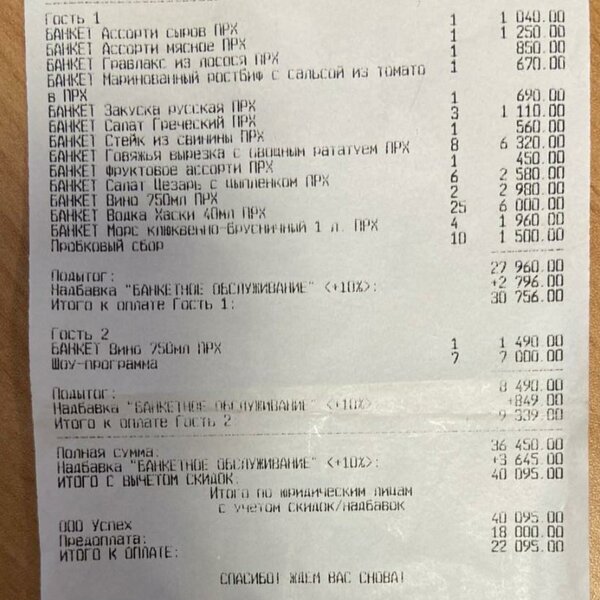 Гость 1
БАНКЕТ Ассорти сыров ПРХ 1 1 040.00
БАНКЕТ Ассорти мясное ПРХ 1 1 250.00
БАНКЕТ Гравлакс из лосося ПРХ 1 850.00
БАНКЕТ Маринованный ростбиф с сальсой из томато 1 670.00
в ПРХ
БАНКЕТ Закуска русская ПРХ 1 690.00
БАНКЕТ Салат Греческий ПРХ 3 1 110.00
БАНКЕТ Стейк из свинины ПРХ 1 560.00
БАНКЕТ Говяжья вырезка с овощным рататуем ПРХ 8 6 320.00
БАНКЕТ Фруктовое ассорти ПРХ 1 450.00
БАНКЕТ Салат Цезарь с цыпленком ПРХ 6 2 580.00
БАНКЕТ Вино 750мл ПРХ 2 2 980.00
БАНКЕТ Водка Хаски 40мл ПРХ 25 6 000.00
БАНКЕТ Морс клюквенно-брусничный 1 л. ПРХ 4 1 960.00
Пробковый сбор 10 1 500.00
Подытог: 27 960.00
Надбавка "БАНКЕТНОЕ ОБСЛУЖИВАНИЕ" <+10%>: +2 796.00
Итого к оплате Гость 1: 30 756.00
Гость 2
БАНКЕТ Вино 750мл ПРХ 1 1 490.00
Шоу-программа 7 7 000.00
Подытог: 8 490.00
Надбавка "БАНКЕТНОЕ ОБСЛУЖИВАНИЕ" <+10%>: +849.00
Итого к оплате Гость 2: 9 339.00
Полная сумма: 36 450.00
Надбавка "БАНКЕТНОЕ ОБСЛУЖИВАНИЕ" <+10%>: +3 645.00
ИТОГО С ВЫЧЕТОМ СКИДОК: 40 095.00
Итого по юридическим лицам
с учетом скидок/надбавок
ООО Успех 40 095.00
Предоплата: 18 000.00
ИТОГО К ОПЛАТЕ: 22 095.00
СПАСИБО! ЖДЕМ ВАС СНОВА!